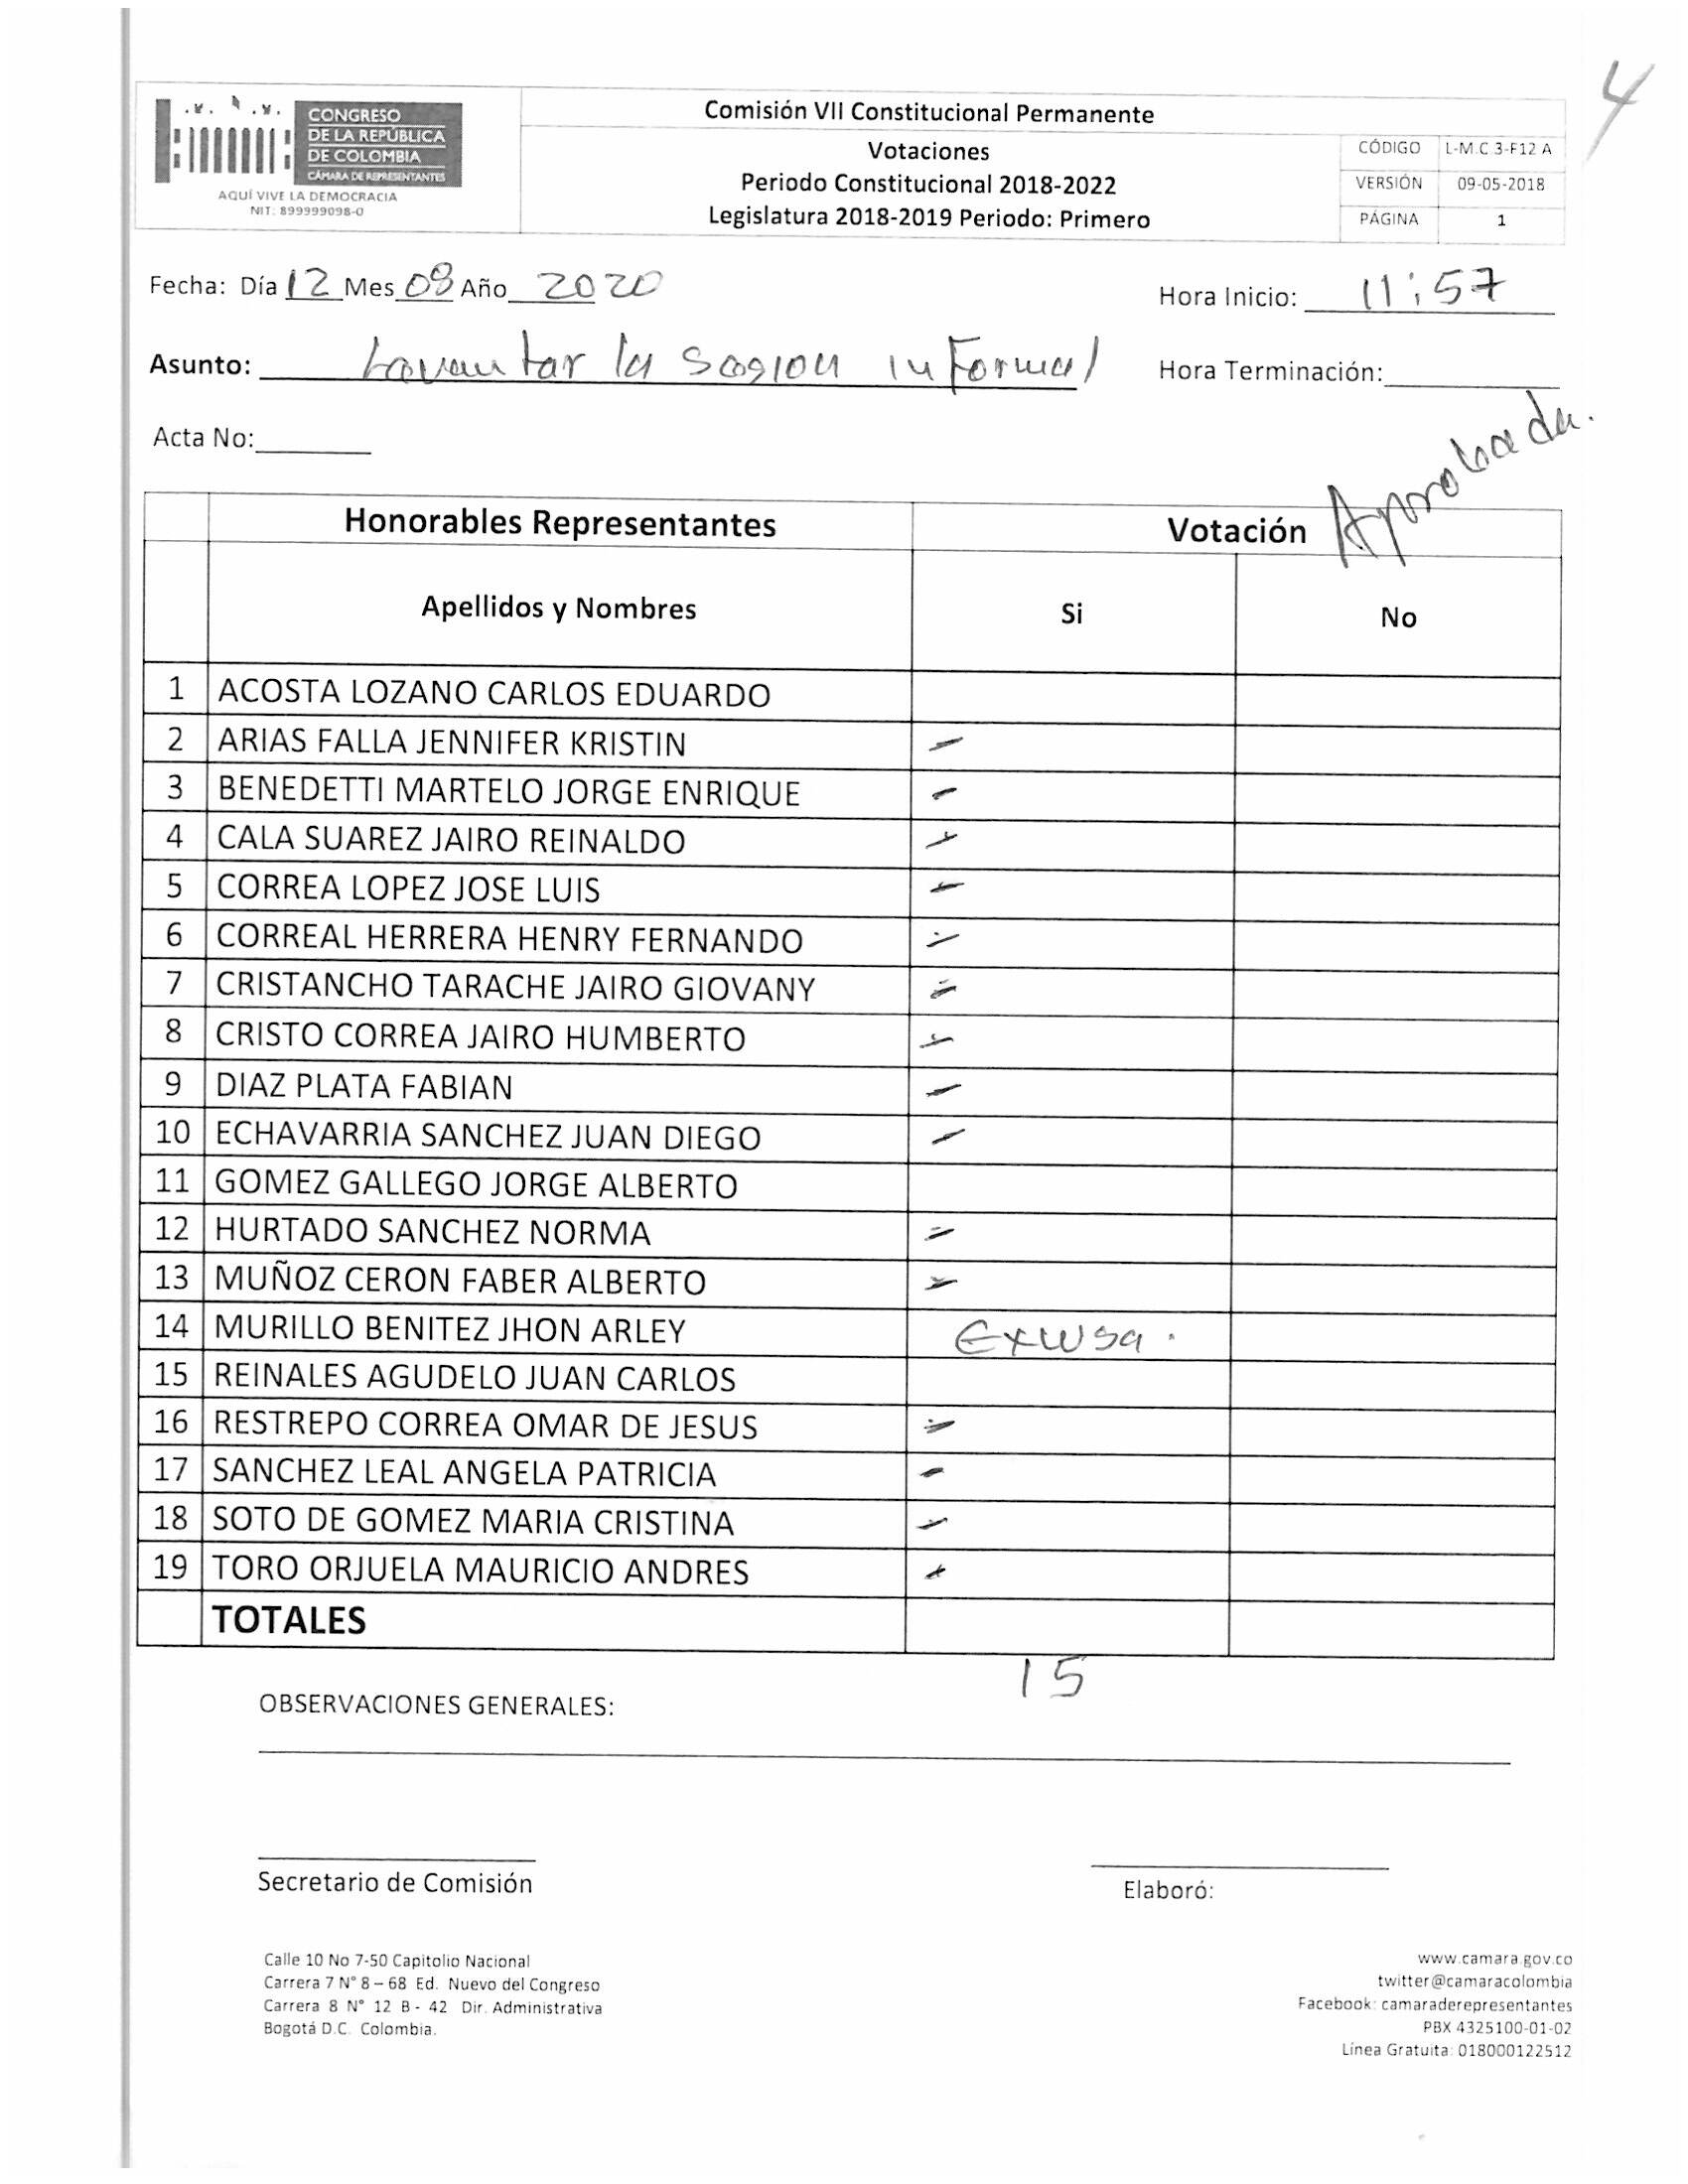 4
CONGRESO
DE LA REPÚBLICA
DE COLOMBIA
CÁMARA DE REPRESENTANTES
AQUÍ VIVE LA DEMOCRACIA
NIT: 899999098-0
Comisión VII Constitucional Permanente
Votaciones
Periodo Constitucional 2018-2022
Legislatura 2018-2019 Periodo: Primero
CÓDIGO L-M.C.3-F12 A
VERSIÓN 09-05-2018
PÁGINA 1
Fecha: Día 12 Mes 08 Año 2020
Hora Inicio: 11:57
Asunto: Levantar la sesion informal
Hora Terminación:
Acta No:
Aprobada.
Honorables Representantes Votación
Apellidos y Nombres Si No
1 ACOSTA LOZANO CARLOS EDUARDO
2 ARIAS FALLA JENNIFER KRISTIN
3 BENEDETTI MARTELO JORGE ENRIQUE
4 CALA SUAREZ JAIRO REINALDO
5 CORREA LOPEZ JOSE LUIS
6 CORREAL HERRERA HENRY FERNANDO
7 CRISTANCHO TARACHE JAIRO GIOVANY
8 CRISTO CORREA JAIRO HUMBERTO
9 DIAZ PLATA FABIAN
10 ECHAVARRIA SANCHEZ JUAN DIEGO
11 GOMEZ GALLEGO JORGE ALBERTO
12 HURTADO SANCHEZ NORMA
13 MUÑOZ CERON FABER ALBERTO
14 MURILLO BENITEZ JHON ARLEY Excusa.
15 REINALES AGUDELO JUAN CARLOS
16 RESTREPO CORREA OMAR DE JESUS
17 SANCHEZ LEAL ANGELA PATRICIA
18 SOTO DE GOMEZ MARIA CRISTINA
19 TORO ORJUELA MAURICIO ANDRES
TOTALES
15
OBSERVACIONES GENERALES:
Secretario de Comisión
Elaboró:
Calle 10 No 7-50 Capitolio Nacional
Carrera 7 N° 8 – 68 Ed. Nuevo del Congreso
Carrera 8 N° 12 B - 42 Dir. Administrativa
Bogotá D.C. Colombia.
www.camara.gov.co
twitter@camaracolombia
Facebook: camaraderepresentantes
PBX 4325100-01-02
Línea Gratuita: 018000122512